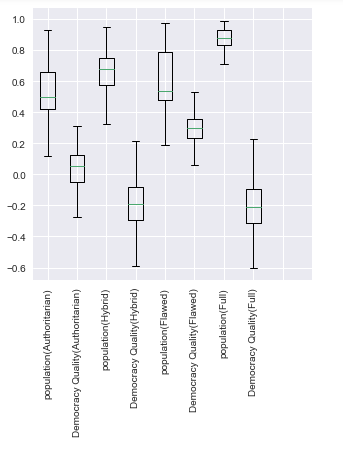 1.0
0.8
0.6
0.4
0.2
0.0
−0.2
−0.4
−0.6
population(Authoritarian)
Democracy Quality(Authoritarian)
population(Hybrid)
Democracy Quality(Hybrid)
population(Flawed)
Democracy Quality(Flawed)
population(Full)
Democracy Quality(Full)